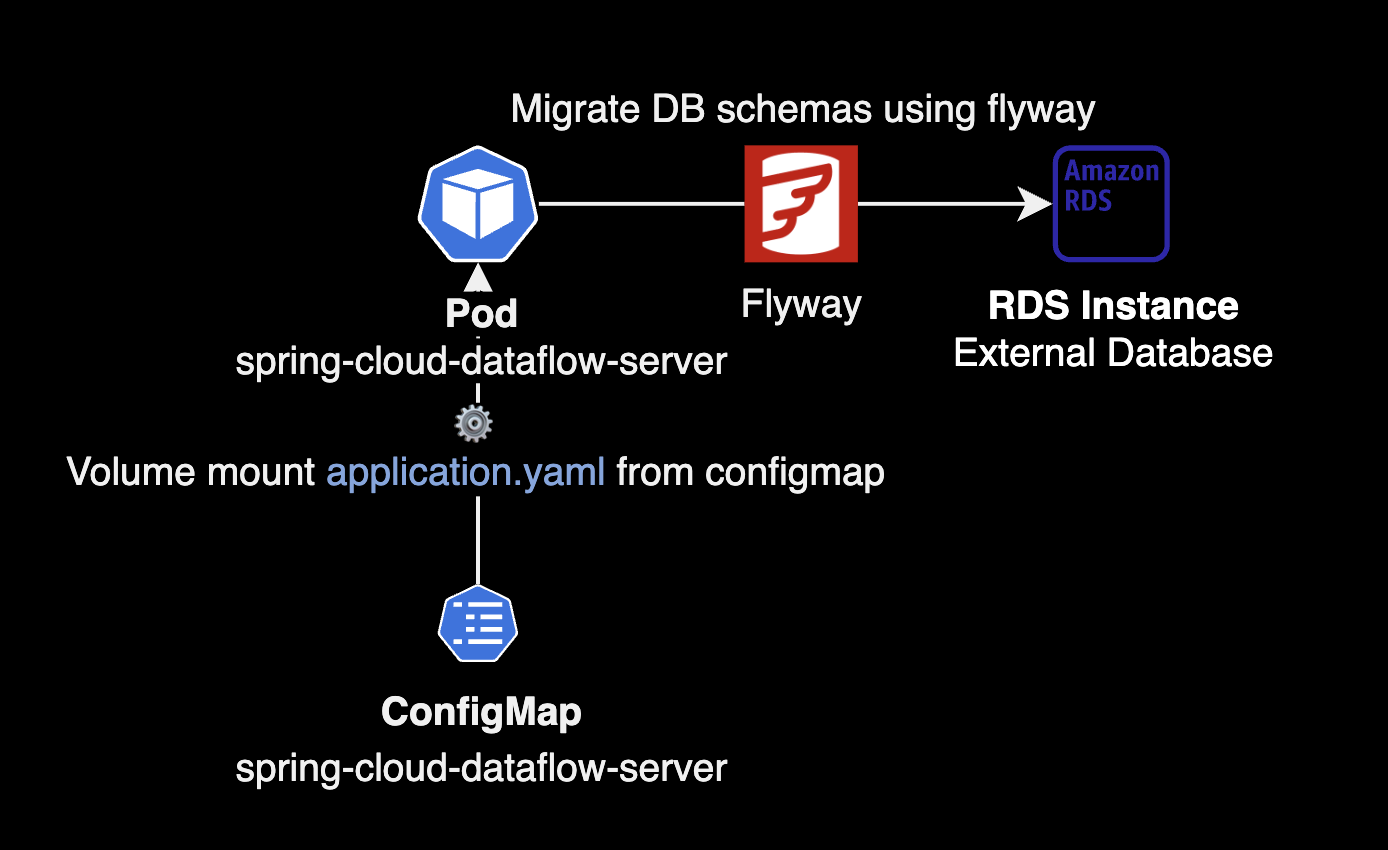 Migrate DB schemas using flyway
Amazon
RDS
Pod
Flyway
RDS Instance
spring-cloud-dataflow-server
External Database
Volume mount application.yaml from configmap
ConfigMap
spring-cloud-dataflow-server